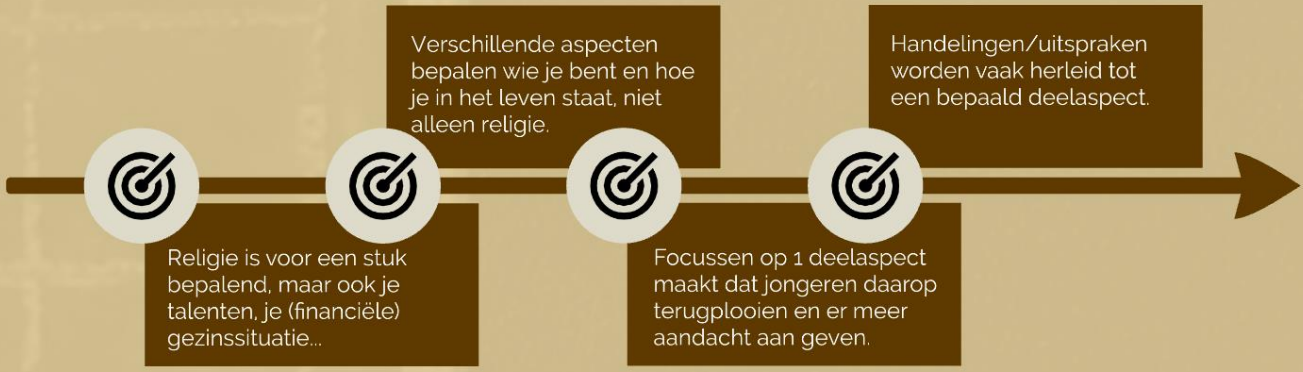 Religie is voor een stuk
bepalend, maar ook je
talenten, je (financiële)
gezinssituatie...
Verschillende aspecten
bepalen wie je bent en hoe
je in het leven staat, niet
alleen religie.
Focussen op 1 deelaspect
maakt dat jongeren daarop
terugplooien en er meer
aandacht aan geven.
Handelingen/uitspraken
worden vaak herleid tot
een bepaald deelaspect.